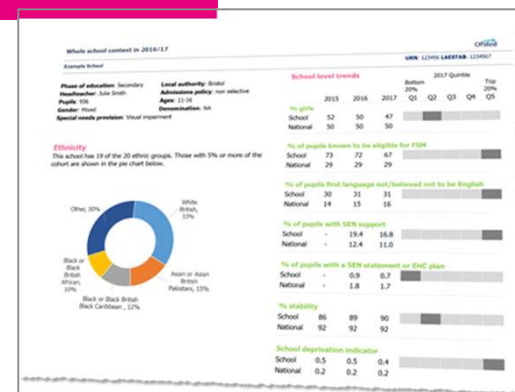 Whole school context in 2016/17
Ofsted
Example School
URN: 123456 LAESTAB: 1234567
Phase of education: Secondary
Headteacher: Julie Smith
Pupils: 936
Gender: Mixed
Special needs provision: Visual impairment
Local authority: Bristol
Admissions policy: non selective
Ages: 11-16
Denomination: NA
Ethnicity
This school has 19 of the 20 ethnic groups. Those with 5% or more of the
cohort are shown in the pie chart below.
Other, 30%
White
British,
33%
Black or
Black
British
African,
10%
Asian or Asian
British
Pakistani, 15%
Black or Black British
Black Caribbean , 12%
School level trends
2017 Quintile
Bottom
20%
Top
20%
2015 2016 2017 Q1 Q2 Q3 Q4 Q5
% girls
School 52 50 47
National 50 50 50
% of pupils known to be eligible for FSM
School 73 72 67
National 29 29 29
% of pupils first language not/believed not to be English
School 30 31 31
National 14 15 16
% of pupils with SEN support
School - 19.4 16.8
National - 12.4 11.0
% of pupils with a SEN statement or EHC plan
School - 0.9 0.7
National - 1.8 1.7
% stability
School 86 89 90
National 92 92 92
School deprivation indicator
School 0.5 0.5 0.4
National 0.2 0.2 0.2